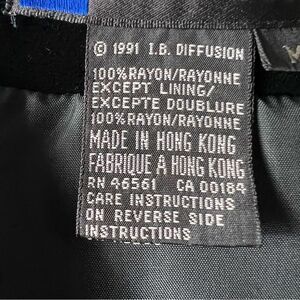 © 1991 I.B. DIFFUSION
100%RAYON/RAYONNE
EXCEPT LINING/
EXCEPTE DOUBLURE
100%RAYON/RAYONNE
MADE IN HONG KONG
FABRIQUE A HONG KONG
RN 46561 CA 00184
CARE INSTRUCTIONS
ON REVERSE SIDE
INSTRUCTIONS